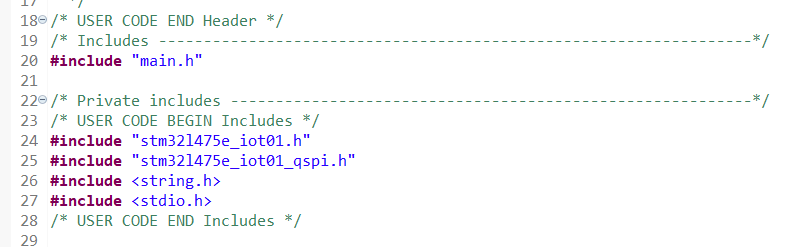 17 */
18 /* USER CODE END Header */
19 /* Includes ------------------------------------------------------------------*/
20 #include "main.h"
21
22 /* Private includes ----------------------------------------------------------*/
23 /* USER CODE BEGIN Includes */
24 #include "stm32l475e_iot01.h"
25 #include "stm32l475e_iot01_qspi.h"
26 #include <string.h>
27 #include <stdio.h>
28 /* USER CODE END Includes */
29